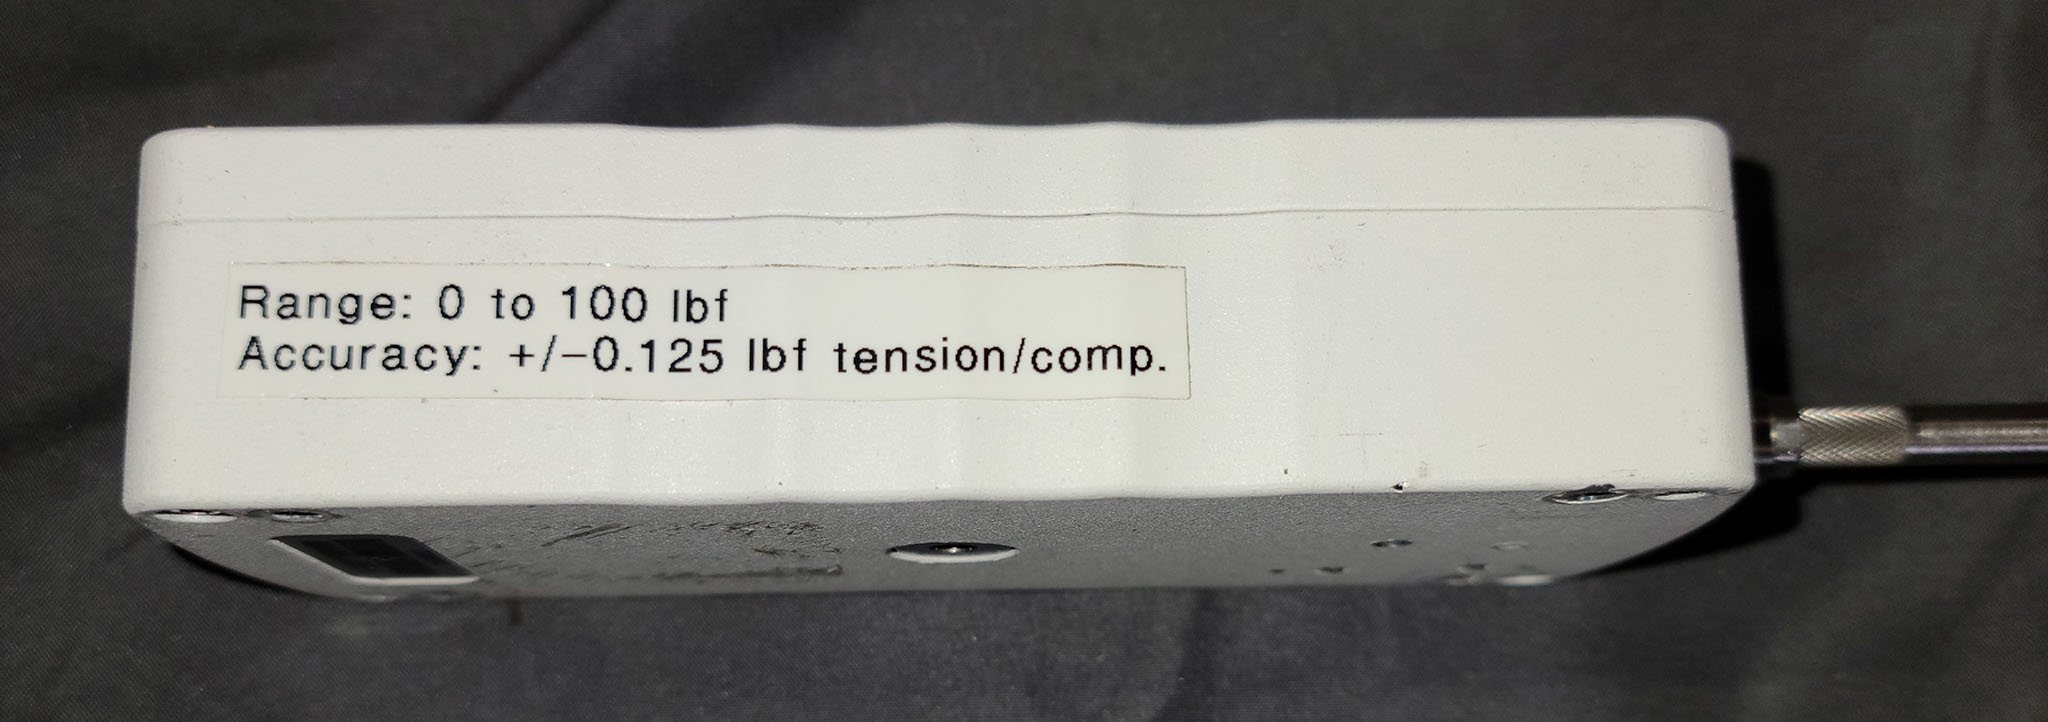 Range: 0 to 100 lbf
Accuracy: +/-0.125 lbf tension/comp.